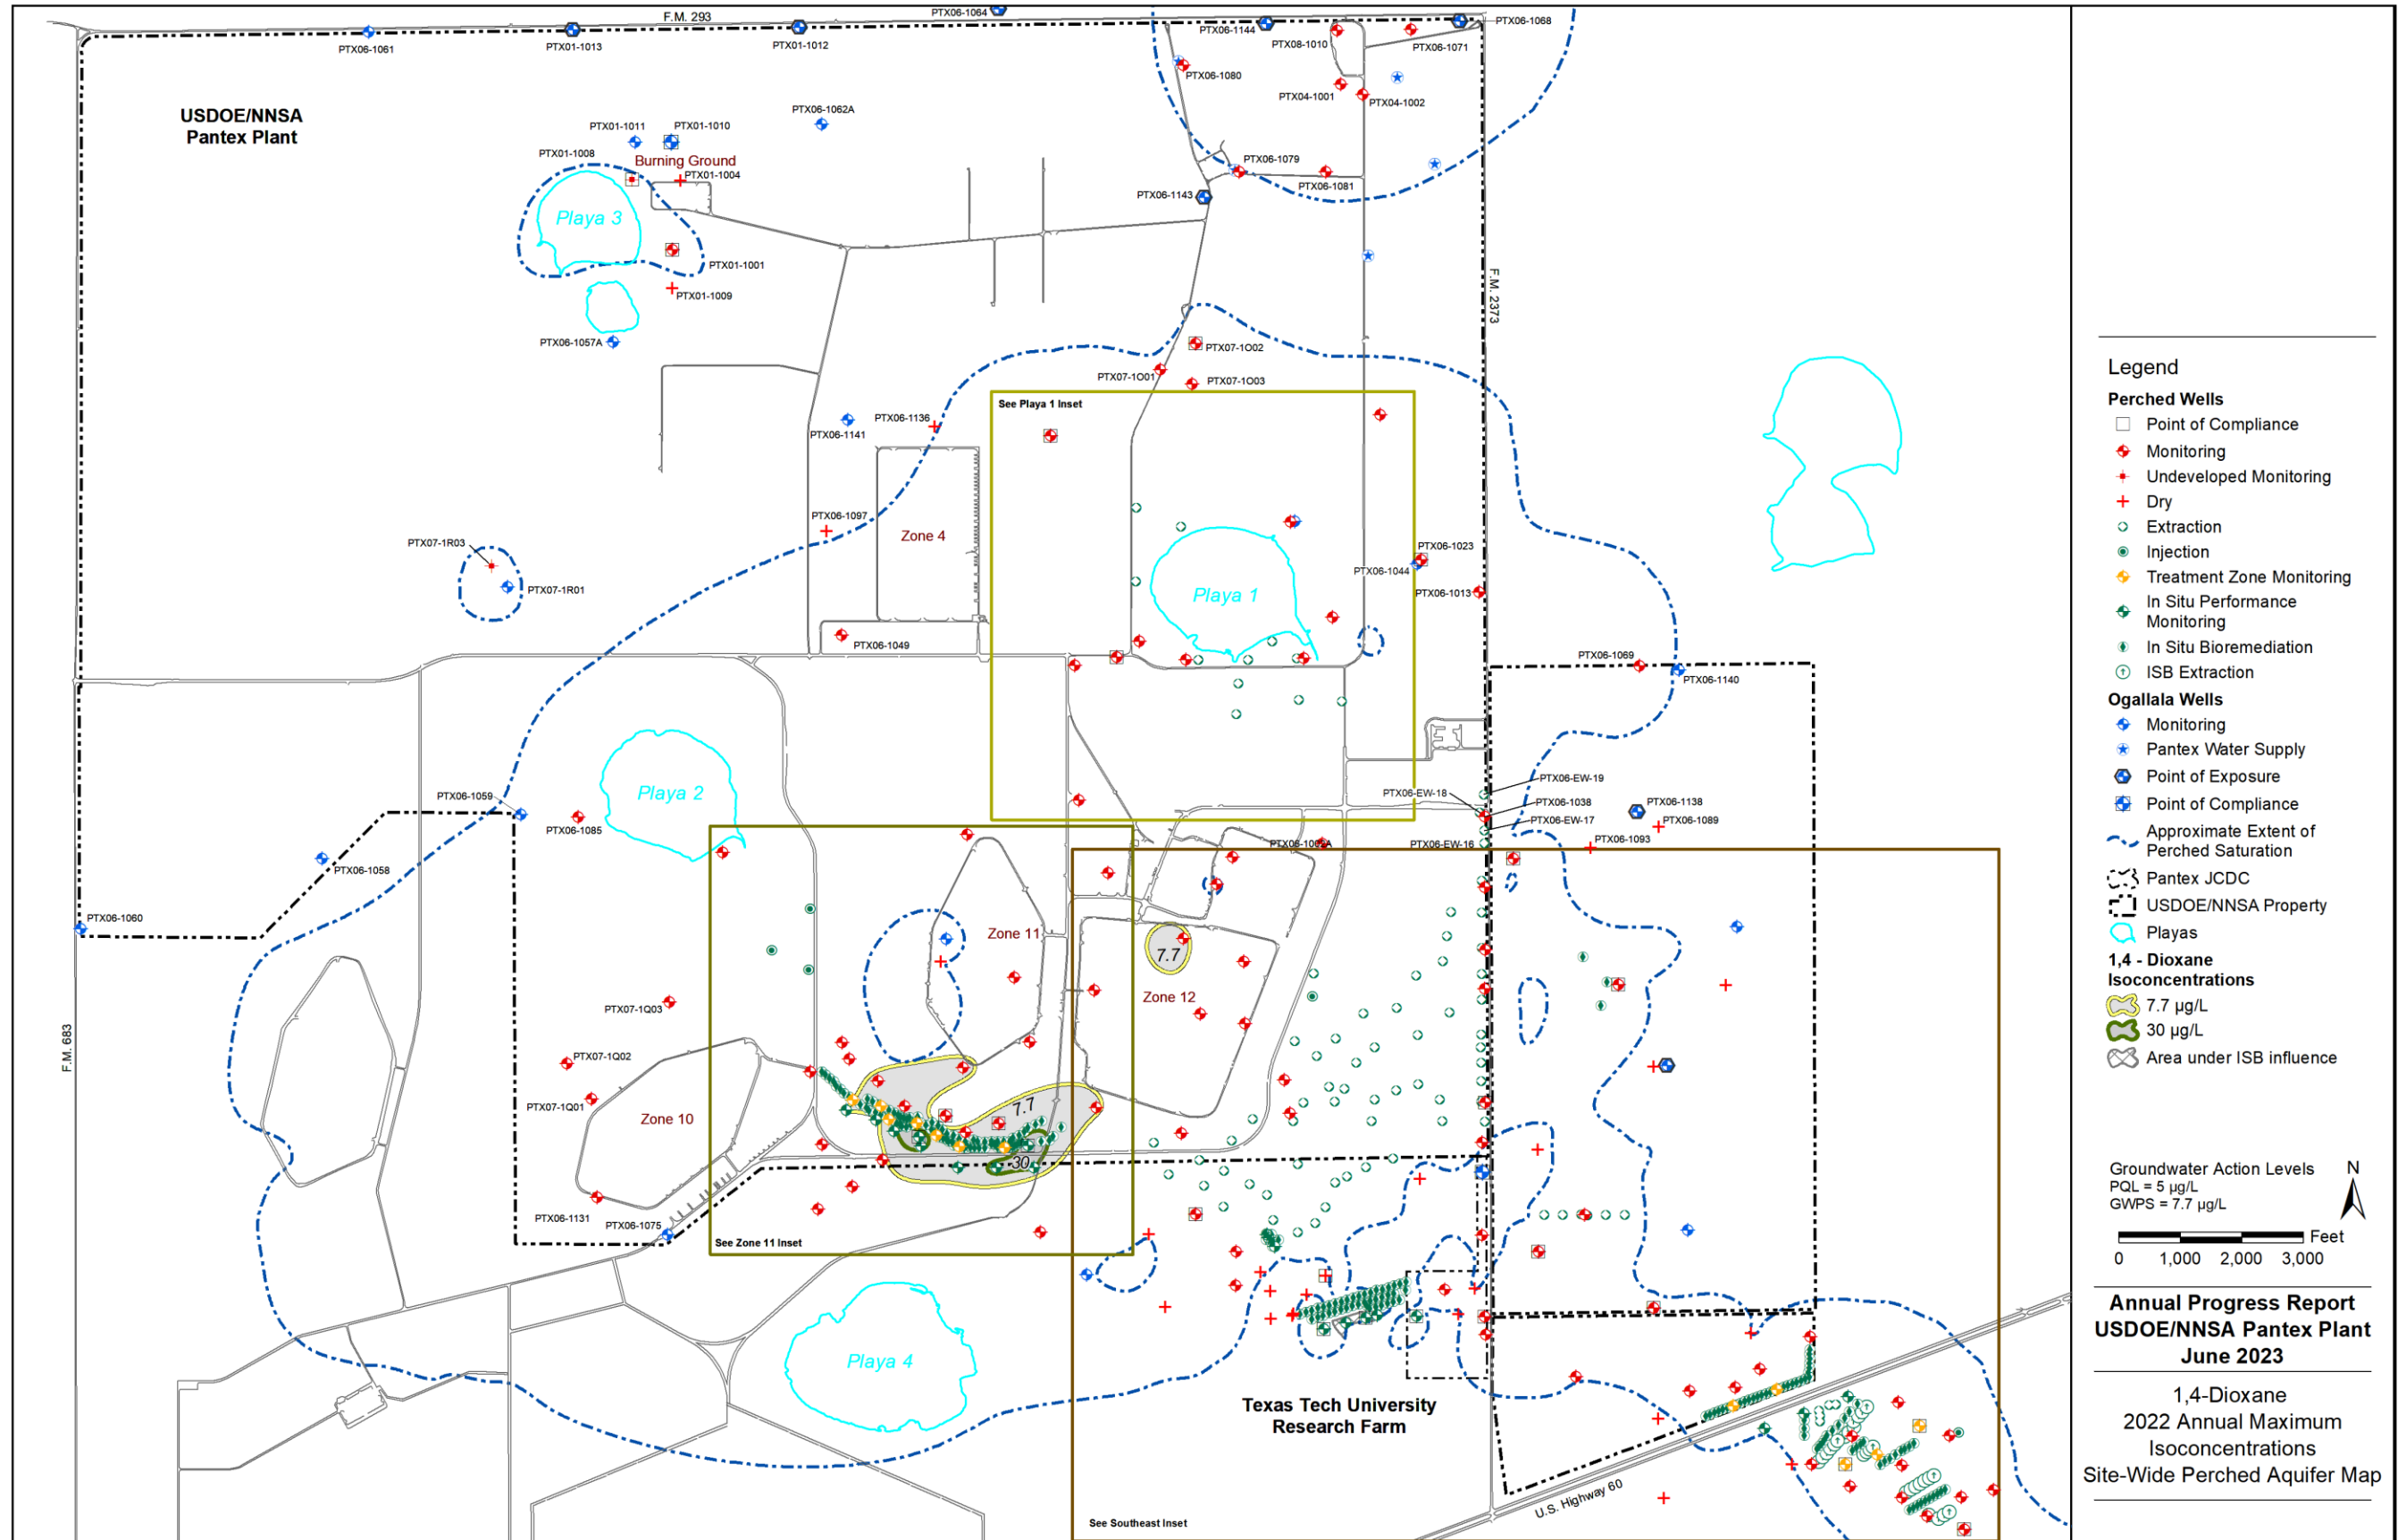 F.M. 293
PTX06-1064
PTX06-1061
PTX01-1013
PTX01-1012
PTX06-1144
PTX08-1010
PTX06-1068
PTX06-1071
PTX06-1080
PTX04-1001
PTX04-1002
USDOE/NNSA
Pantex Plant
PTX06-1062A
PTX01-1011
PTX01-1010
PTX01-1008
Burning Ground
PTX01-1004
PTX06-1079
PTX06-1081
PTX06-1143
Playa 3
PTX01-1001
PTX01-1009
PTX06-1057A
F.M. 2373
PTX07-1O02
PTX07-1O01
PTX07-1O03
See Playa 1 Inset
PTX06-1136
PTX06-1141
PTX06-1097
Zone 4
PTX07-1R03
PTX07-1R01
PTX06-1023
PTX06-1044
PTX06-1013
Playa 1
PTX06-1049
PTX06-1069
PTX06-1140
Playa 2
PTX06-1059
PTX06-1085
PTX06-EW-19
PTX06-EW-18
PTX06-1038
PTX06-EW-17
PTX06-1138
PTX06-1089
PTX06-1093
PTX06-1002A
PTX06-EW-16
PTX06-1058
PTX06-1060
Zone 11
7.7
Zone 12
PTX07-1Q03
F.M. 683
PTX07-1Q02
PTX07-1Q01
Zone 10
7.7
30
PTX06-1131
PTX06-1075
See Zone 11 Inset
Playa 4
Texas Tech University
Research Farm
U.S. Highway 60
See Southeast Inset
Legend
Perched Wells
Point of Compliance
Monitoring
Undeveloped Monitoring
Dry
Extraction
Injection
Treatment Zone Monitoring
In Situ Performance
Monitoring
In Situ Bioremediation
ISB Extraction
Ogallala Wells
Monitoring
Pantex Water Supply
Point of Exposure
Point of Compliance
Approximate Extent of
Perched Saturation
Pantex JCDC
USDOE/NNSA Property
Playas
1,4 - Dioxane
Isoconcentrations
7.7 µg/L
30 µg/L
Area under ISB influence
Groundwater Action Levels
PQL = 5 µg/L
GWPS = 7.7 µg/L
N
Feet
0 1,000 2,000 3,000
Annual Progress Report
USDOE/NNSA Pantex Plant
June 2023
1,4-Dioxane
2022 Annual Maximum
Isoconcentrations
Site-Wide Perched Aquifer Map